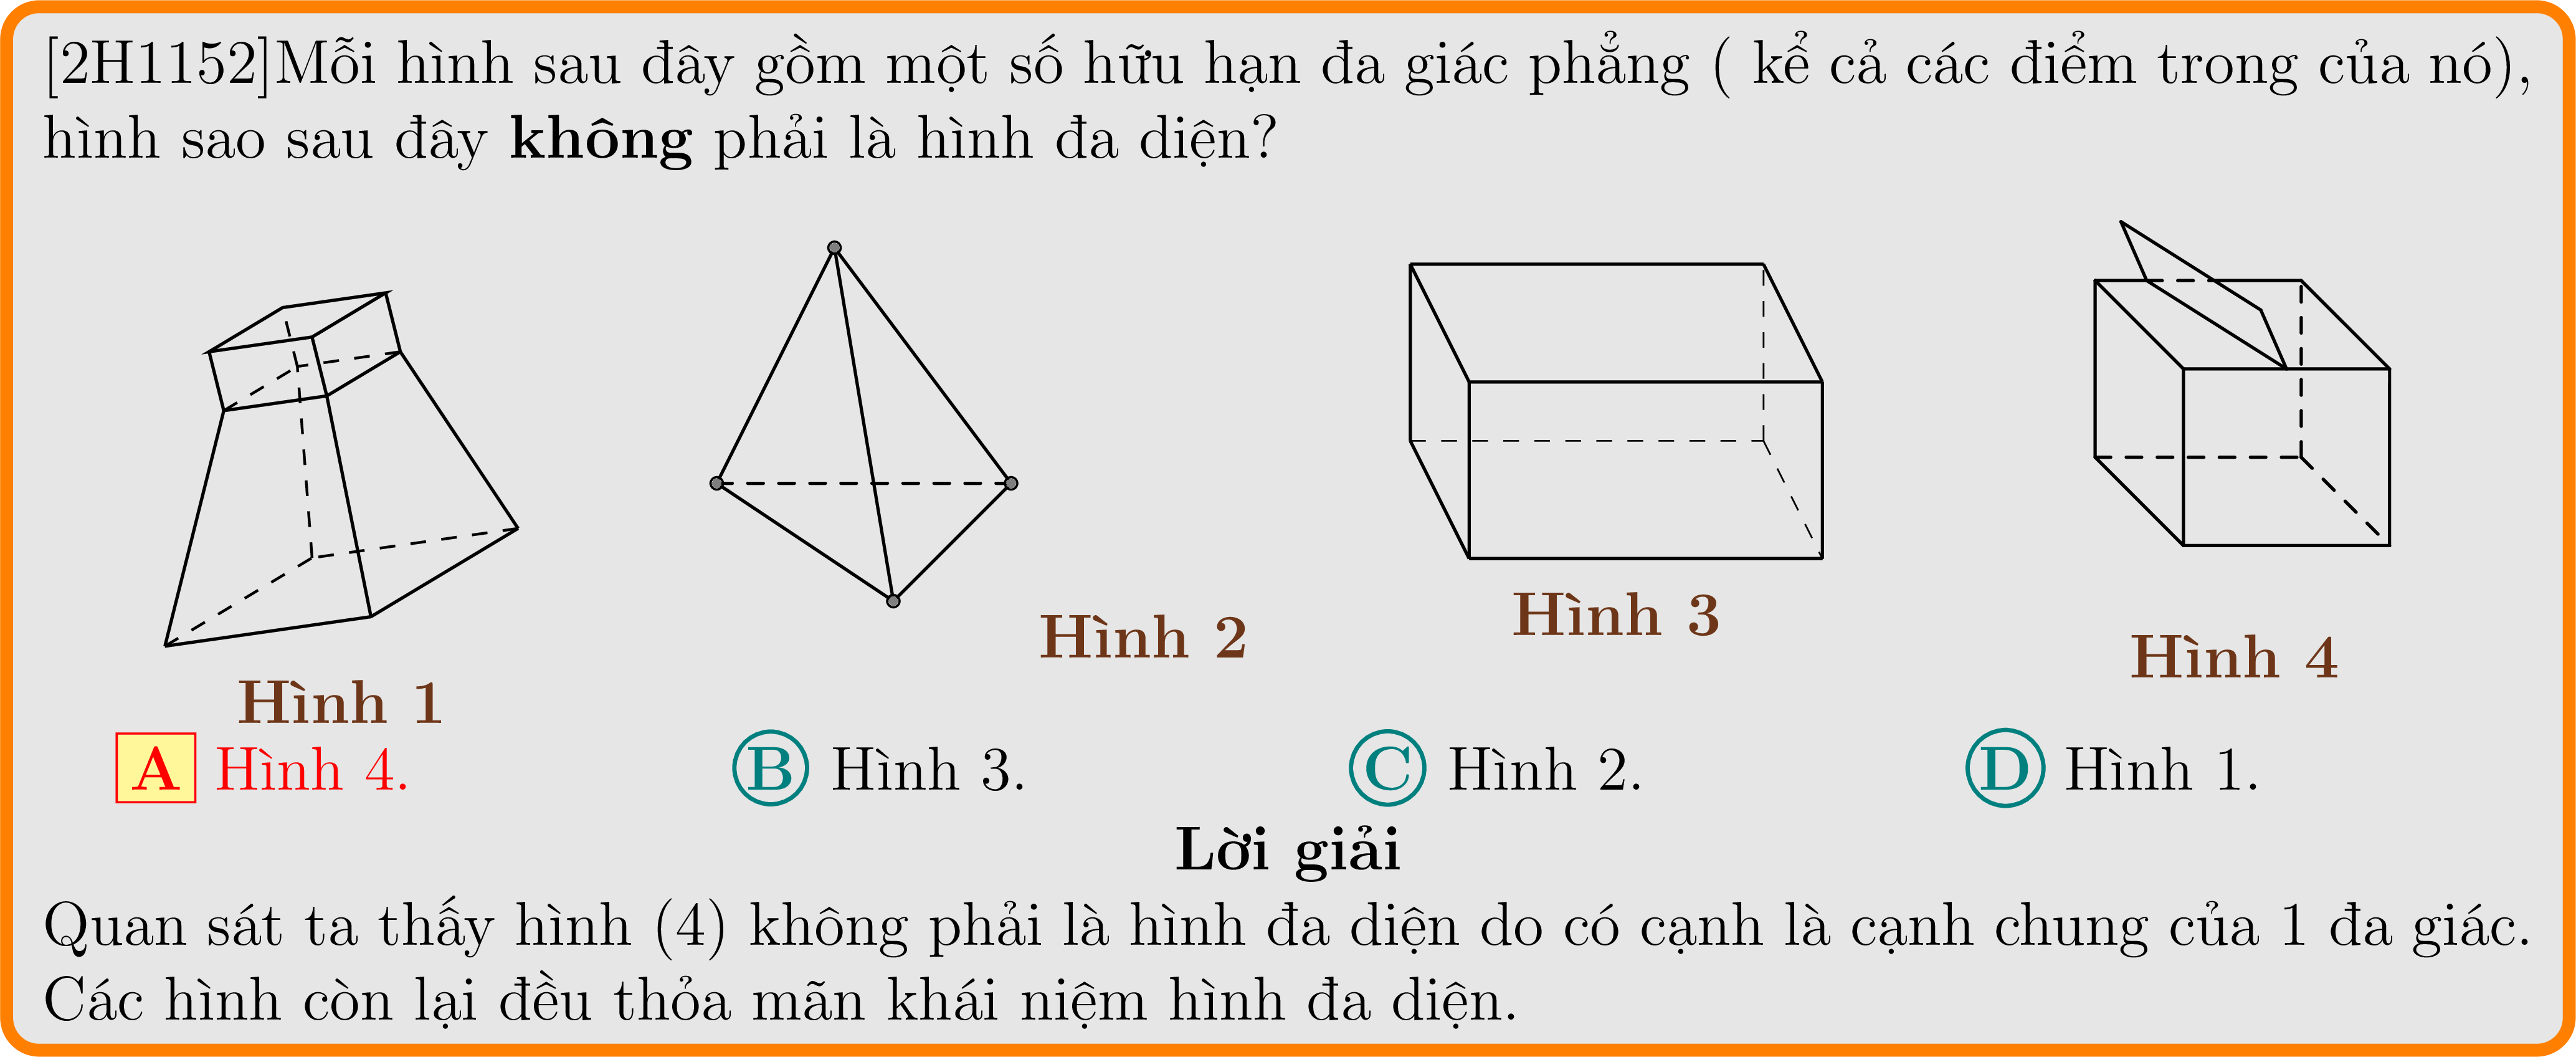 [2H1152]Mỗi hình sau đây gồm một số hữu hạn đa giác phẳng ( kể cả các điểm trong của nó),
hình sao sau đây không phải là hình đa diện?
Hình 1
Hình 2
Hình 3
Hình 4
A Hình 4. B Hình 3. C Hình 2. D Hình 1.
Lời giải
Quan sát ta thấy hình (4) không phải là hình đa diện do có cạnh là cạnh chung của 1 đa giác.
Các hình còn lại đều thỏa mãn khái niệm hình đa diện.